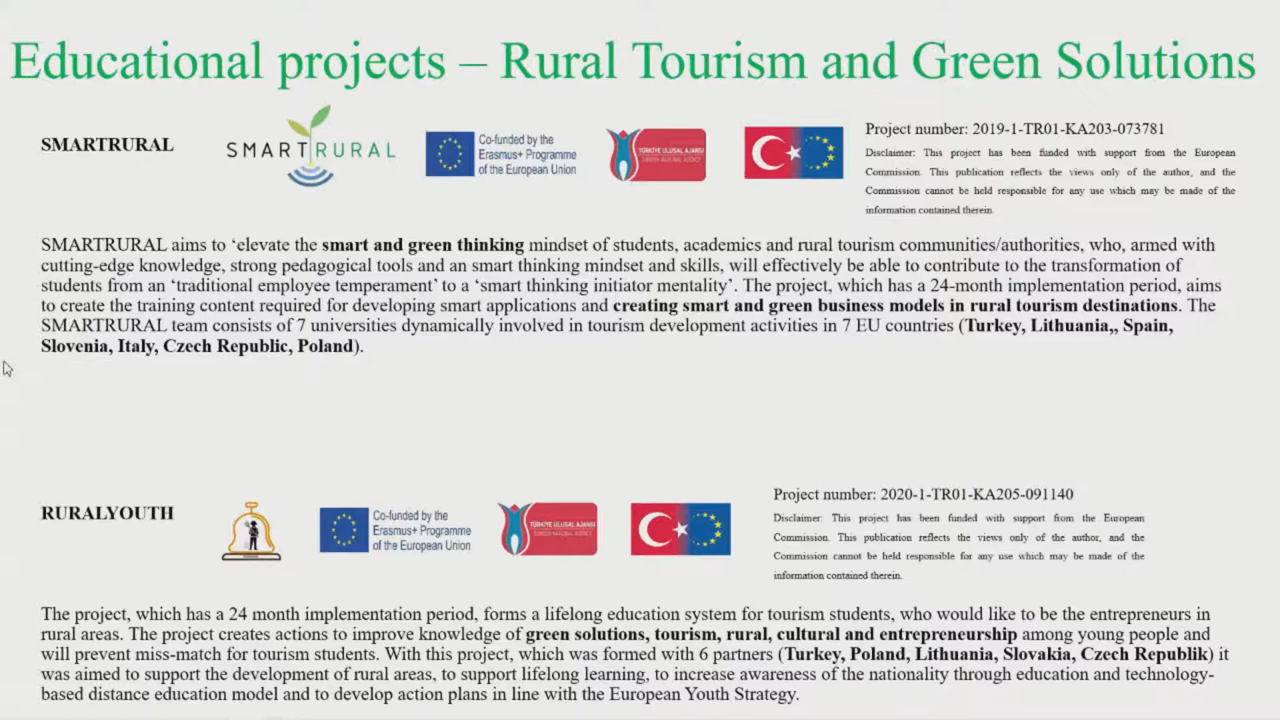 Educational projects – Rural Tourism and Green Solutions
SMARTRURAL
SMARTRURAL
Co-funded by the
Erasmus+ Programme
of the European Union
TÜRKİYE ULUSAL AJANSI
TURKISH NATIONAL AGENCY
Project number: 2019-1-TR01-KA203-073781
Disclaimer: This project has been funded with support from the European
Commission. This publication reflects the views only of the author, and the
Commission cannot be held responsible for any use which may be made of the
information contained therein.
SMARTRURAL aims to ‘elevate the smart and green thinking mindset of students, academics and rural tourism communities/authorities, who, armed with
cutting-edge knowledge, strong pedagogical tools and an smart thinking mindset and skills, will effectively be able to contribute to the transformation of
students from an ‘traditional employee temperament’ to a ‘smart thinking initiator mentality’. The project, which has a 24-month implementation period, aims
to create the training content required for developing smart applications and creating smart and green business models in rural tourism destinations. The
SMARTRURAL team consists of 7 universities dynamically involved in tourism development activities in 7 EU countries (Turkey, Lithuania,, Spain,
Slovenia, Italy, Czech Republic, Poland).
RURALYOUTH
Co-funded by the
Erasmus+ Programme
of the European Union
TÜRKİYE ULUSAL AJANSI
TURKISH NATIONAL AGENCY
Project number: 2020-1-TR01-KA205-091140
Disclaimer: This project has been funded with support from the European
Commission. This publication reflects the views only of the author, and the
Commission cannot be held responsible for any use which may be made of the
information contained therein.
The project, which has a 24 month implementation period, forms a lifelong education system for tourism students, who would like to be the entrepreneurs in
rural areas. The project creates actions to improve knowledge of green solutions, tourism, rural, cultural and entrepreneurship among young people and
will prevent miss-match for tourism students. With this project, which was formed with 6 partners (Turkey, Poland, Lithuania, Slovakia, Czech Republik) it
was aimed to support the development of rural areas, to support lifelong learning, to increase awareness of the nationality through education and technology-
based distance education model and to develop action plans in line with the European Youth Strategy.